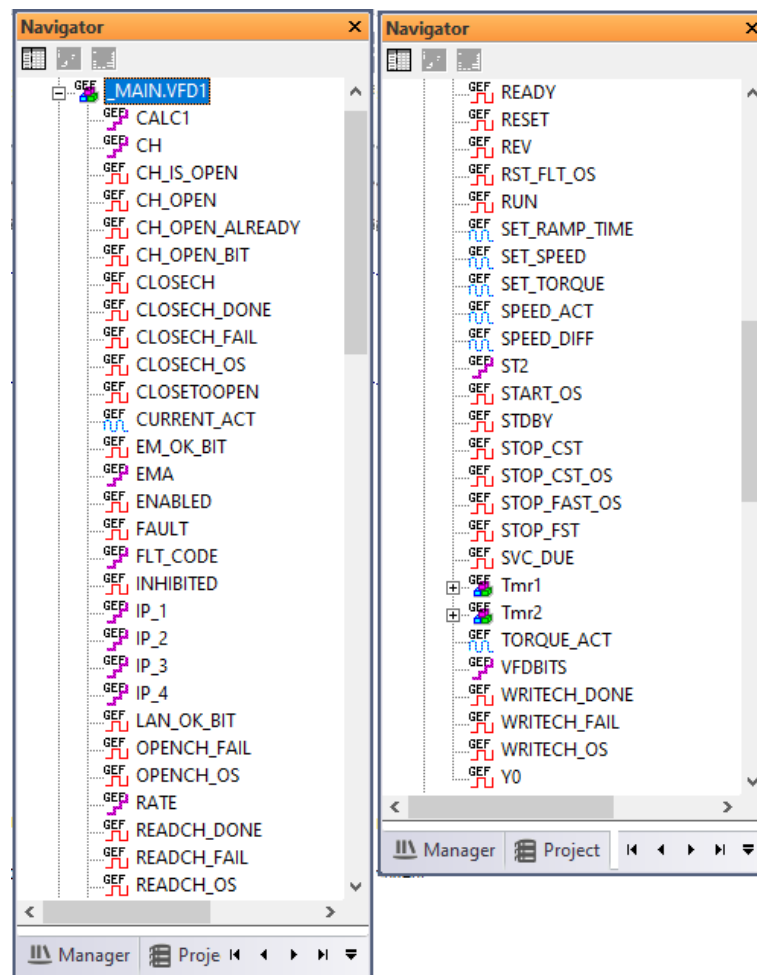 Navigator
_MAIN.VFD1
CALC1
CH
CH_IS_OPEN
CH_OPEN
CH_OPEN_ALREADY
CH_OPEN_BIT
CLOSECH
CLOSECH_DONE
CLOSECH_FAIL
CLOSECH_OS
CLOSETOOPEN
CURRENT_ACT
EM_OK_BIT
EMA
ENABLED
FAULT
FLT_CODE
INHIBITED
IP_1
IP_2
IP_3
IP_4
LAN_OK_BIT
OPENCH_FAIL
OPENCH_OS
RATE
READCH_DONE
READCH_FAIL
READCH_OS
Manager Proje
Navigator
READY
RESET
REV
RST_FLT_OS
RUN
SET_RAMP_TIME
SET_SPEED
SET_TORQUE
SPEED_ACT
SPEED_DIFF
ST2
START_OS
STDBY
STOP_CST
STOP_CST_OS
STOP_FAST_OS
STOP_FST
SVC_DUE
Tmr1
Tmr2
TORQUE_ACT
VFDBITS
WRITECH_DONE
WRITECH_FAIL
WRITECH_OS
Y0
Manager Project